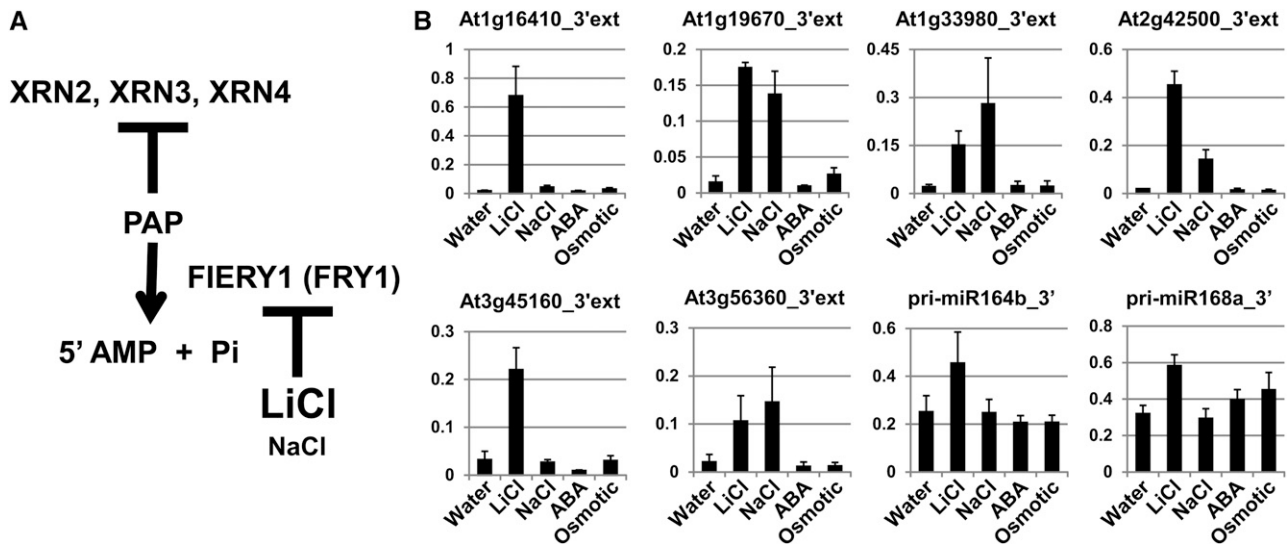 A
XRN2, XRN3, XRN4
PAP
FIERY1 (FRY1)
5' AMP + Pi
LiCl
NaCl
B
At1g16410_3'ext
1
0.8
0.6
0.4
0.2
0
Water
LiCl
NaCl
ABA
Osmotic
At1g19670_3'ext
0.2
0.15
0.1
0.05
0
Water
LiCl
NaCl
ABA
Osmotic
At1g33980_3'ext
0.45
0.3
0.15
0
Water
LiCl
NaCl
ABA
Osmotic
At2g42500_3'ext
0.6
0.4
0.2
0
Water
LiCl
NaCl
ABA
Osmotic
At3g45160_3'ext
0.3
0.2
0.1
0
Water
LiCl
NaCl
ABA
Osmotic
At3g56360_3'ext
0.3
0.2
0.1
0
Water
LiCl
NaCl
ABA
Osmotic
pri-miR164b_3’
0.6
0.4
0.2
0
Water
LiCl
NaCl
ABA
Osmotic
pri-miR168a_3’
0.8
0.6
0.4
0.2
0
Water
LiCl
NaCl
ABA
Osmotic